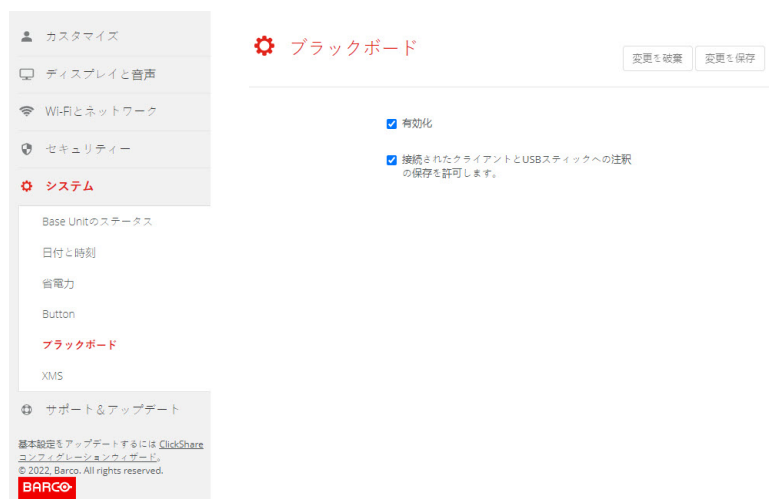 カスタマイズ
ディスプレイと音声
Wi-Fiとネットワーク
セキュリティー
システム
Base Unitのステータス
日付と時刻
省電力
Button
ブラックボード
XMS
サポート＆アップデート
基本設定をアップデートするには ClickShare
コンフィグレーションウィザード。
© 2022, Barco. All rights reserved.
BARCO
ブラックボード
変更を破棄
変更を保存
有効化
接続されたクライアントとUSBスティックへの注釈
の保存を許可します。